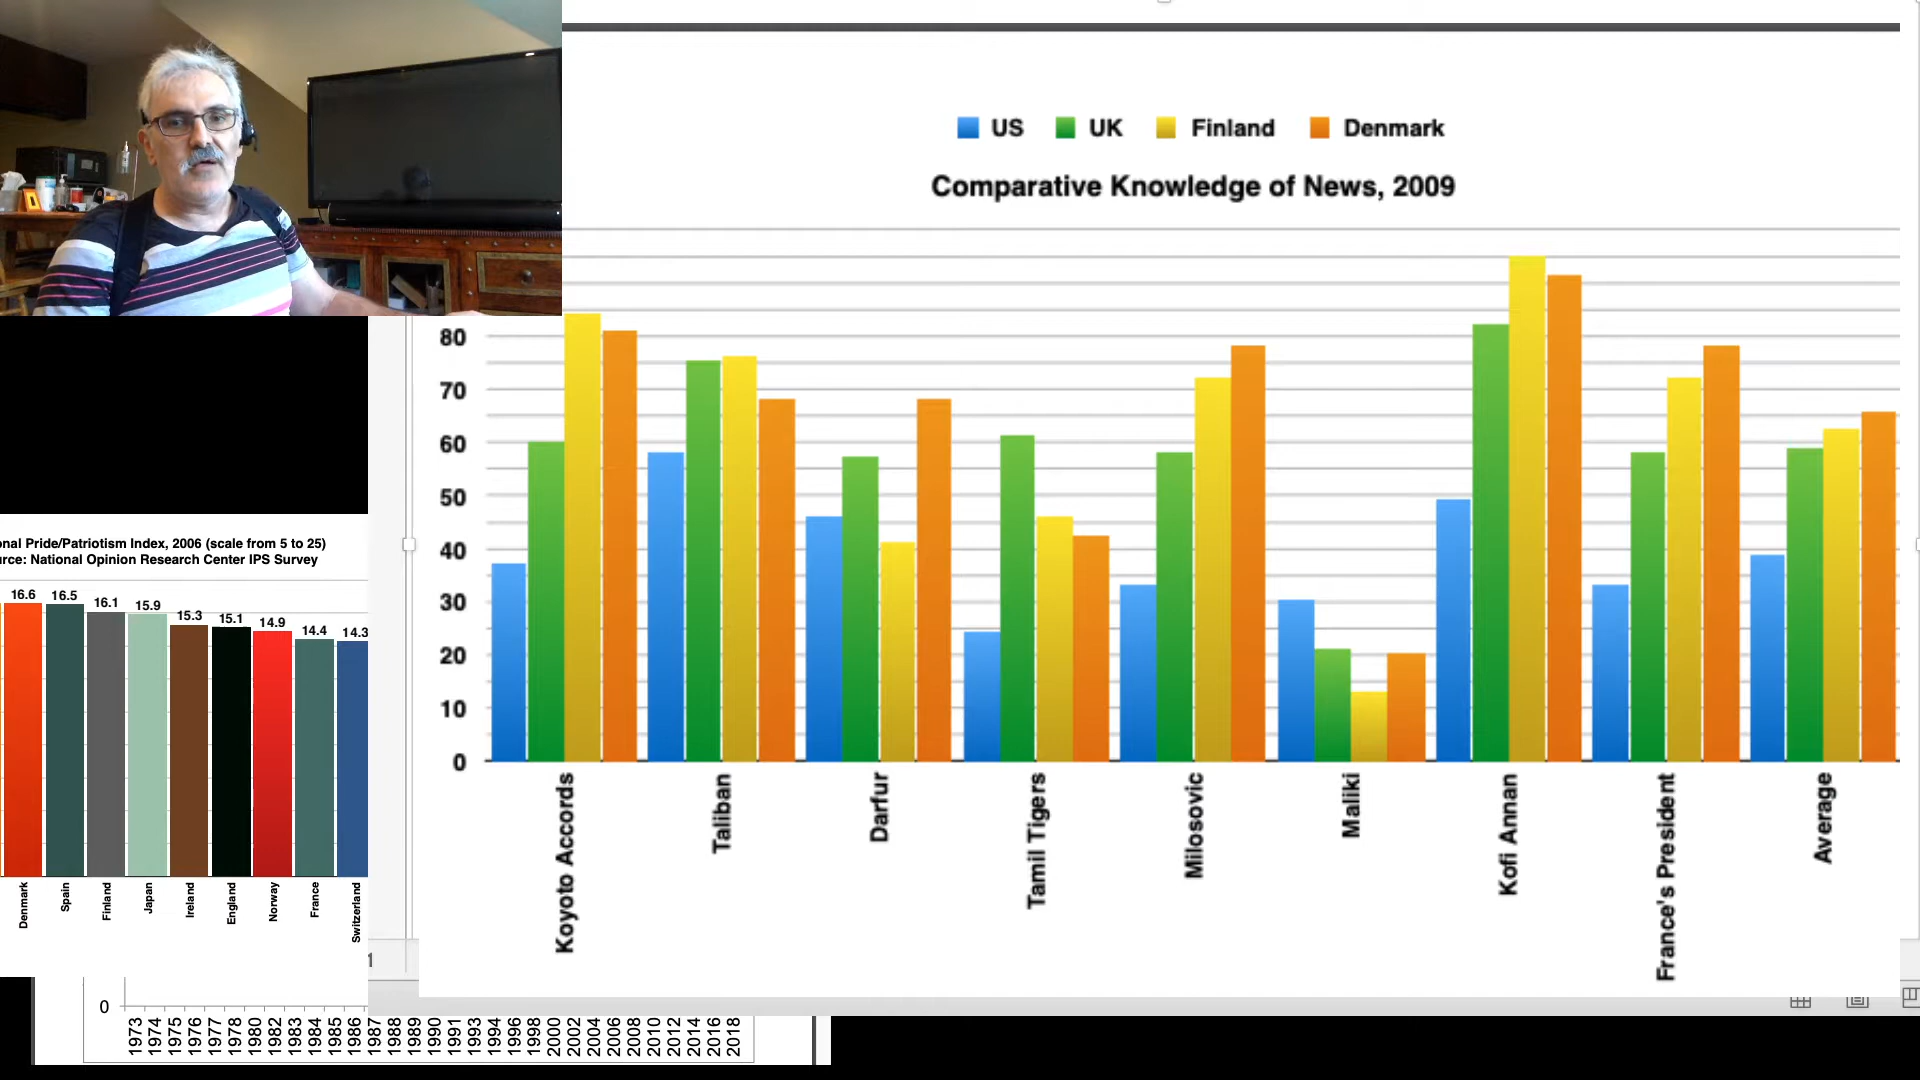 US UK Finland Denmark
Comparative Knowledge of News, 2009
80
70
60
50
40
30
20
10
0
Koyoto Accords
Taliban
Darfur
Tamil Tigers
Milosovic
Maliki
Kofi Annan
France's President
Average
onal Pride/Patriotism Index, 2006 (scale from 5 to 25)
urce: National Opinion Research Center IPS Survey
16.6 16.5 16.1 15.9 15.3 15.1 14.9 14.4 14.3
Denmark
Spain
Finland
Japan
Ireland
England
Norway
France
Switzerland
1
0
1973 1974 1975 1976 1977 1978 1980 1982 1983 1984 1985 1986 1987 1988 1989 1990 1991 1993 1994 1996 1998 2000 2002 2004 2006 2008 2010 2012 2014 2016 2018